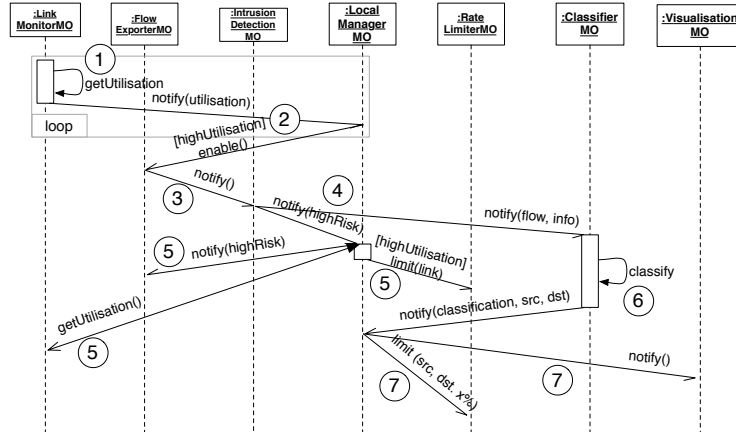 :Link
MonitorMO
:Flow
ExporterMO
:Intrusion
Detection
MO
:Local
Manager
MO
:Rate
LimiterMO
:Classifier
MO
:Visualisation
MO
1
getUtilisation
notify(utilisation)
2
loop
[highUtilisation]
enable()
3
notify()
4
notify(highRisk)
notify(flow, info)
5
notify(highRisk)
[highUtilisation]
limit(link)
5
classify
6
getUtilisation()
5
notify(classification, src, dst)
limit (src, dst. x%)
7
notify()
7